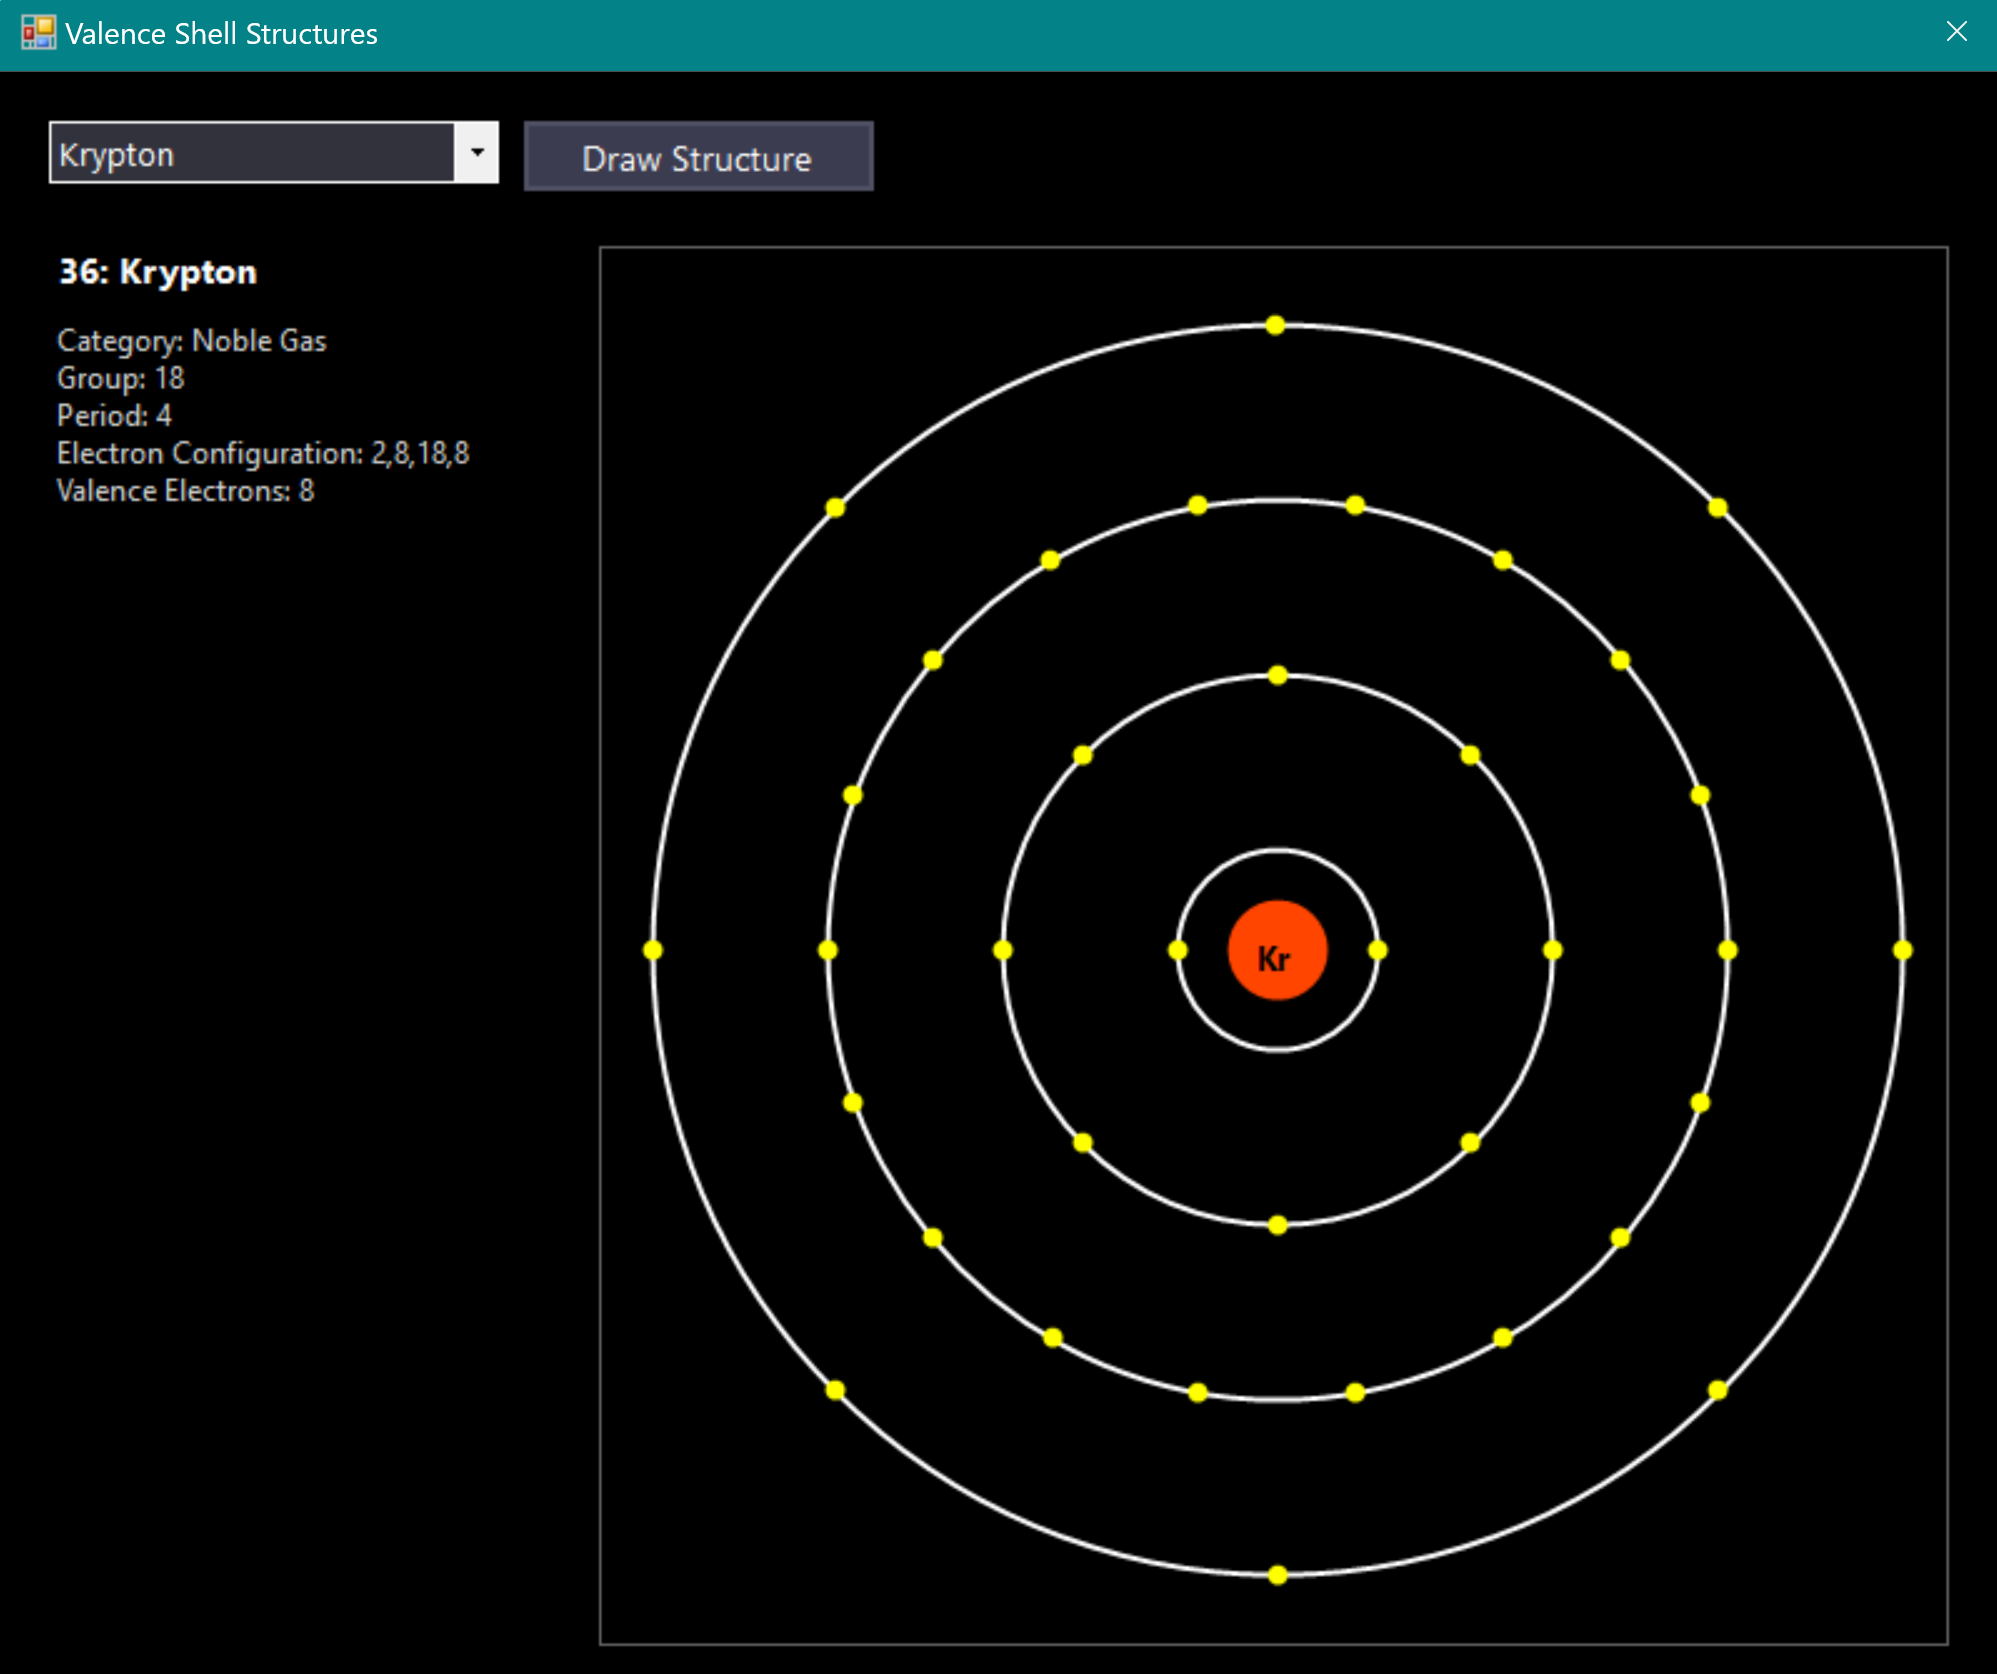 Valence Shell Structures
Krypton
Draw Structure
36: Krypton
Category: Noble Gas
Group: 18
Period: 4
Electron Configuration: 2,8,18,8
Valence Electrons: 8
Kr